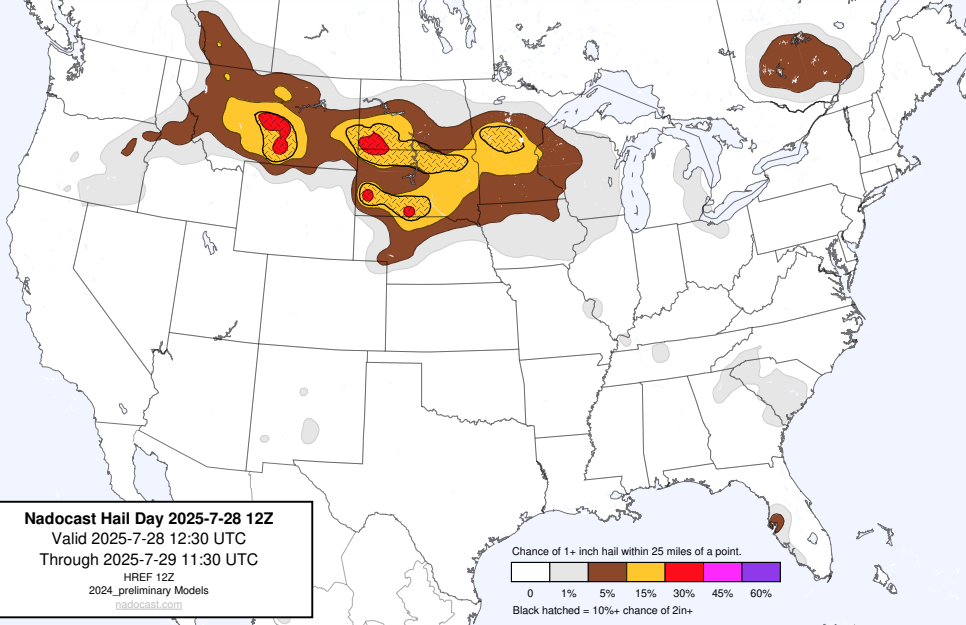 Nadocast Hail Day 2025-7-28 12Z
Valid 2025-7-28 12:30 UTC
Through 2025-7-29 11:30 UTC
HREF 12Z
2024_preliminary Models
nadocast.com
Chance of 1+ inch hail within 25 miles of a point.
0 1% 5% 15% 30% 45% 60%
Black hatched = 10%+ chance of 2in+